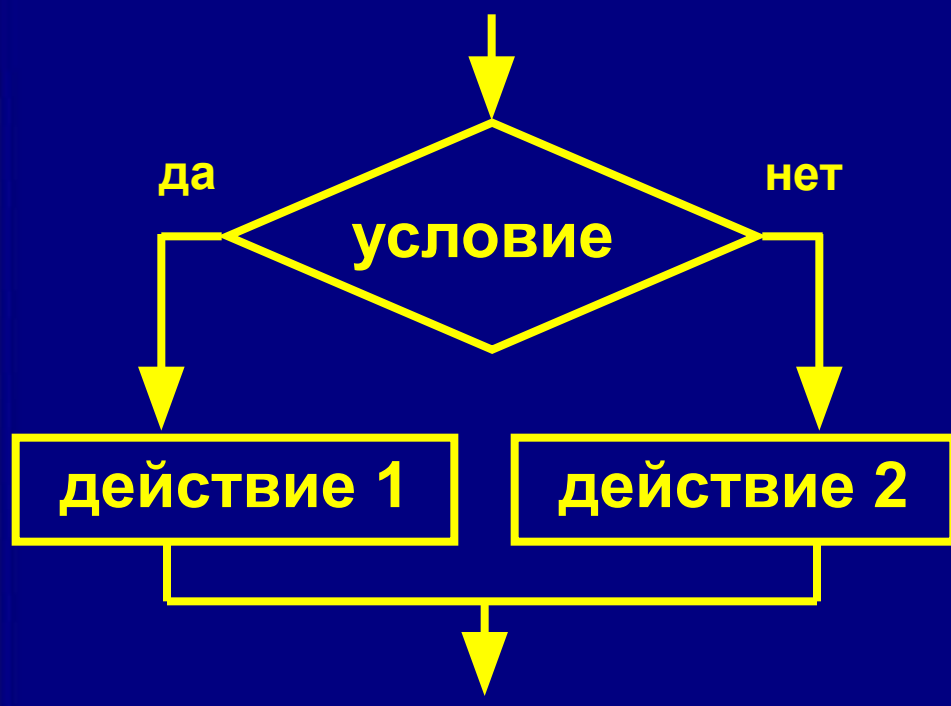 да
нет
условие
действие 1
действие 2